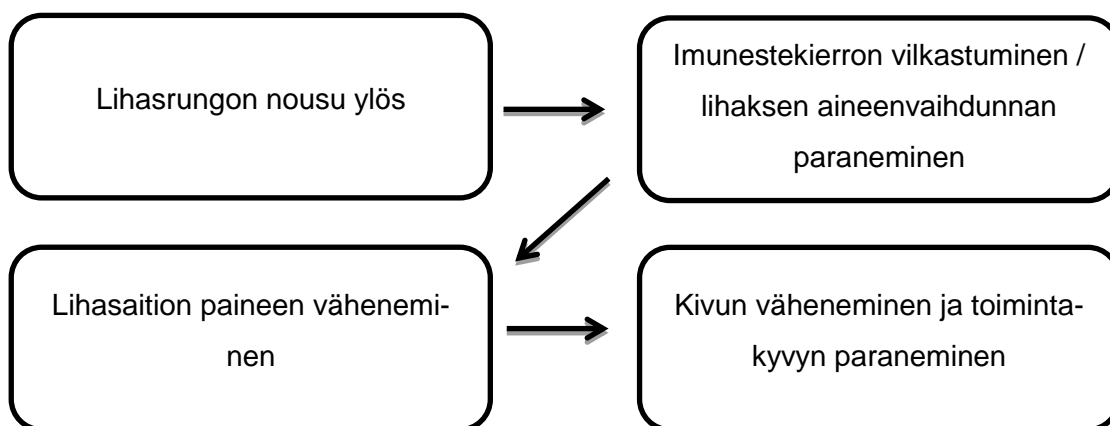 Lihasrungon nousu ylös
Imunestekierron vilkastuminen /
lihaksen aineenvaihdunnan
paraneminen
Lihasaition paineen vähenemi-
nen
Kivun väheneminen ja toiminta-
kyvyn paraneminen